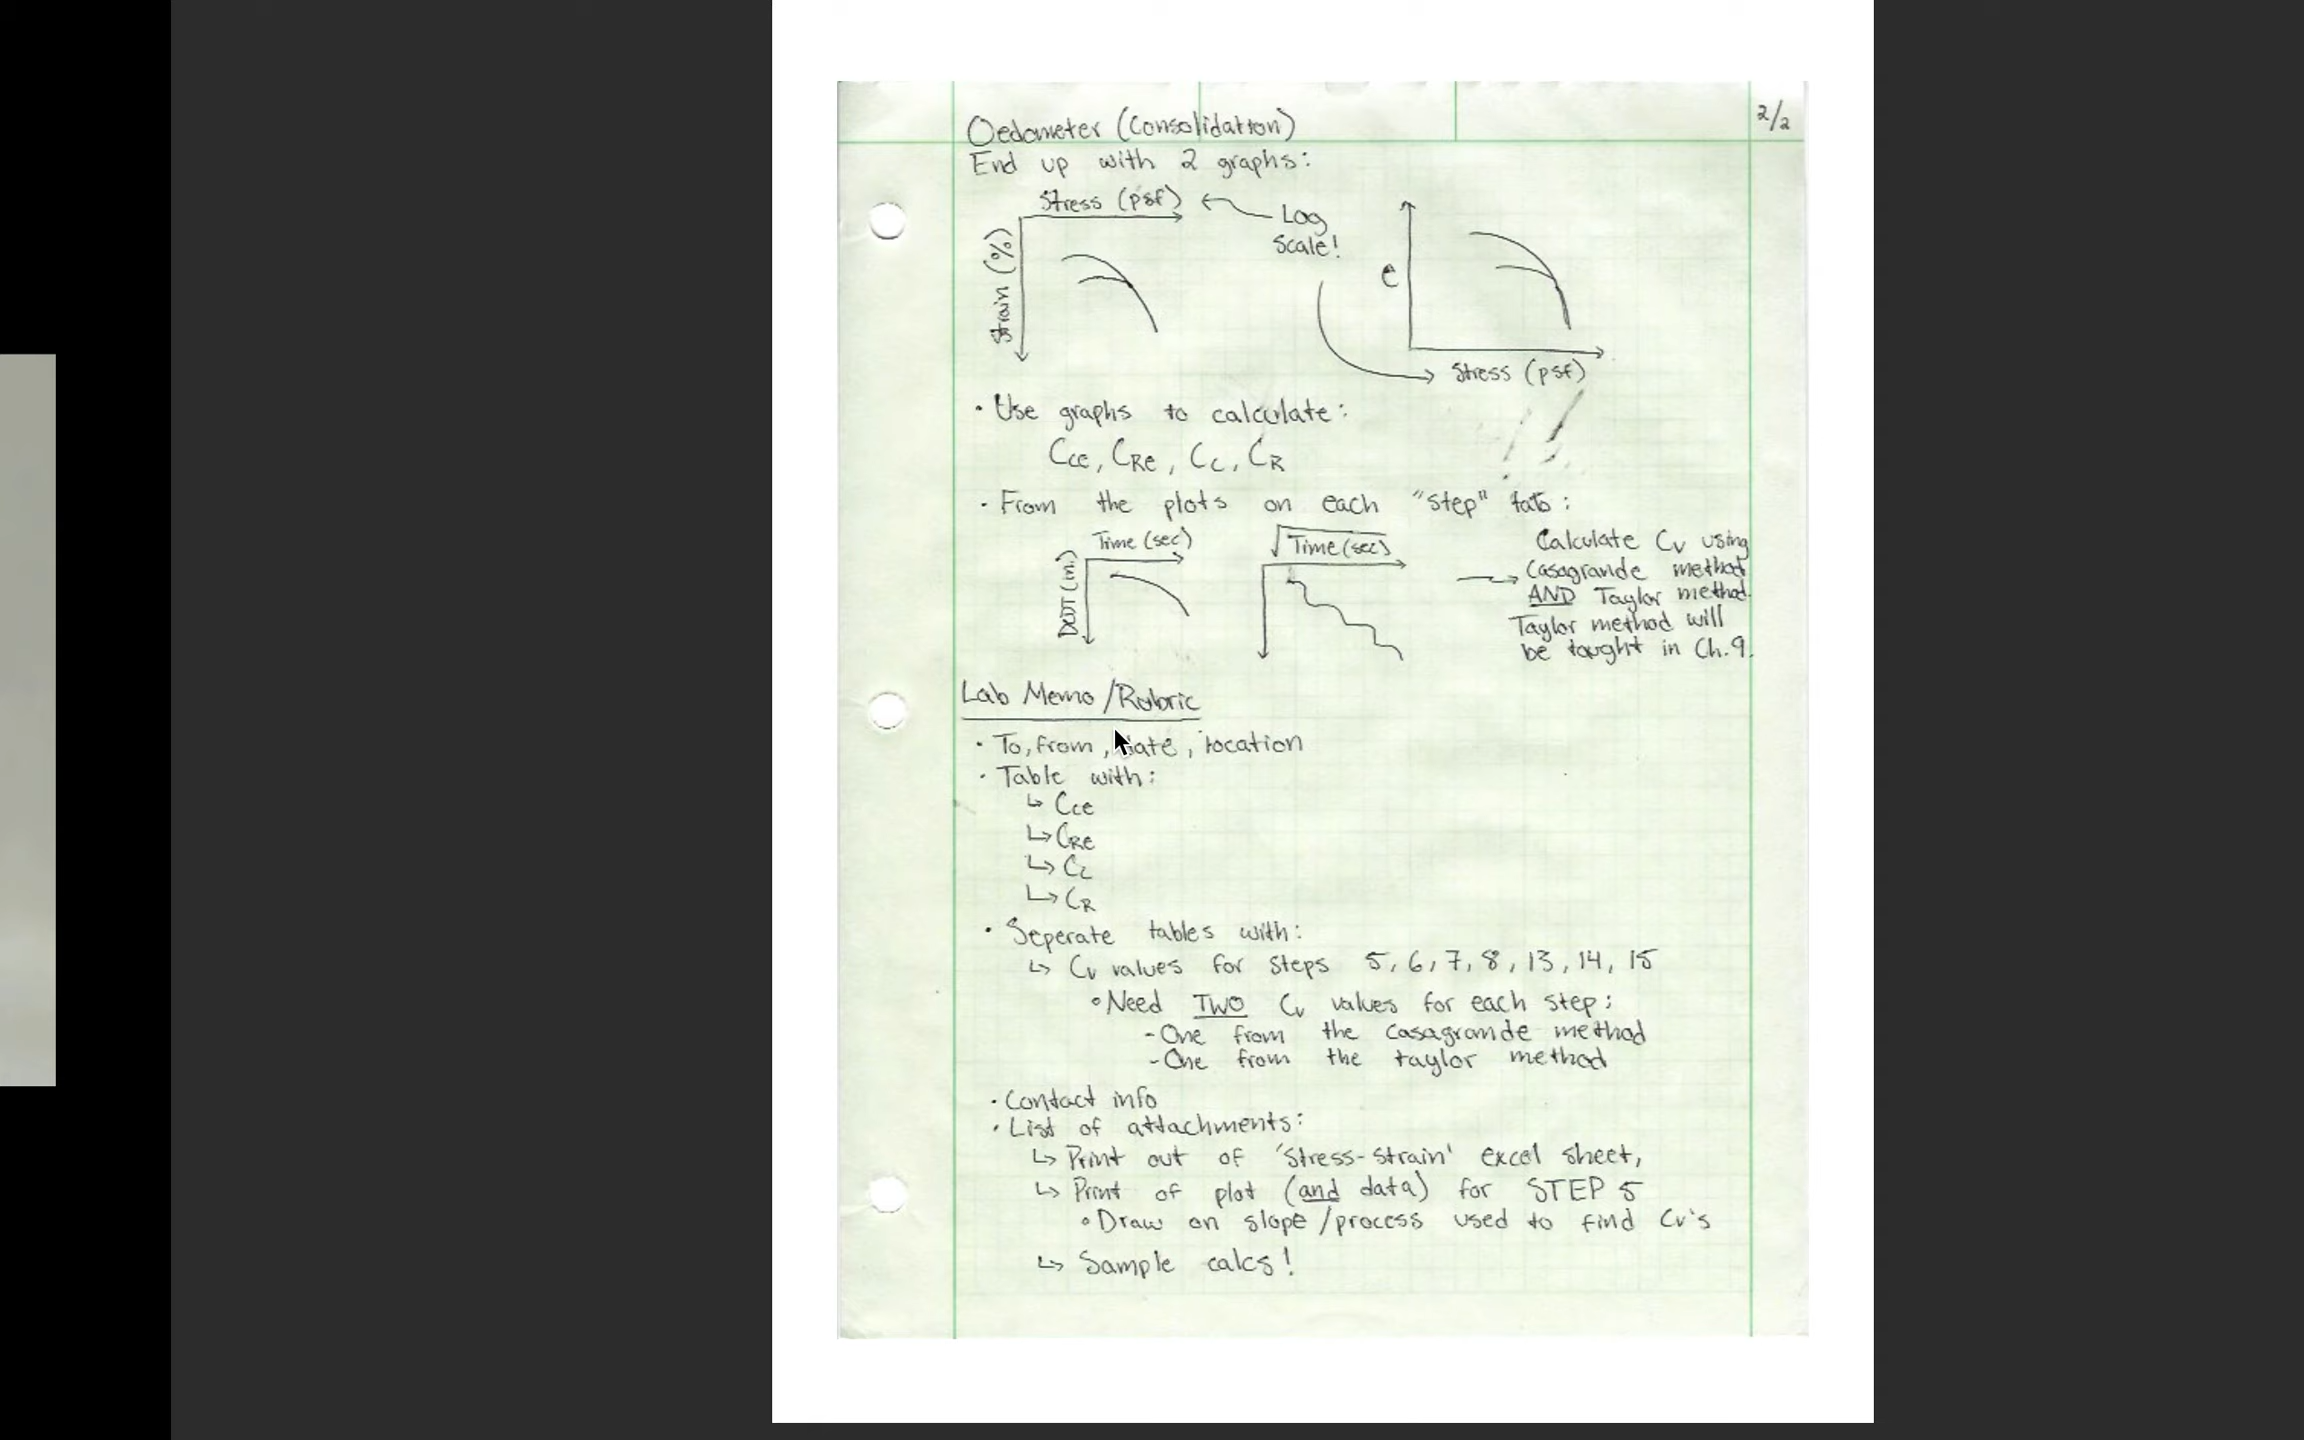 2/2
Oedometer (Consolidation)
End up with 2 graphs:
Stress (psf)
Log
Scale!
Strain (%)
e
Stress (psf)
• Use graphs to calculate:
Cce, CRe, Cc, CR
• From the plots on each "step" tab:
Time (sec)
DCDT (in.)
√Time (sec)
Calculate Cv using
Casagrande method
AND Taylor method.
Taylor method will
be taught in Ch.9.
Lab Memo/Rubric
• To, from, date, location
• Table with:
↳ Cce
↳ CRe
↳ Cc
↳ CR
• Seperate tables with:
↳ Cv values for steps 5, 6, 7, 8, 13, 14, 15
• Need TWO Cv values for each step:
- One from the casagrande method
- One from the taylor method
• Contact info
• List of attachments:
↳ Print out of 'Stress-strain' excel sheet,
↳ Print of plot (and data) for STEP 5
• Draw on slope/process used to find Cv's
↳ Sample calcs!